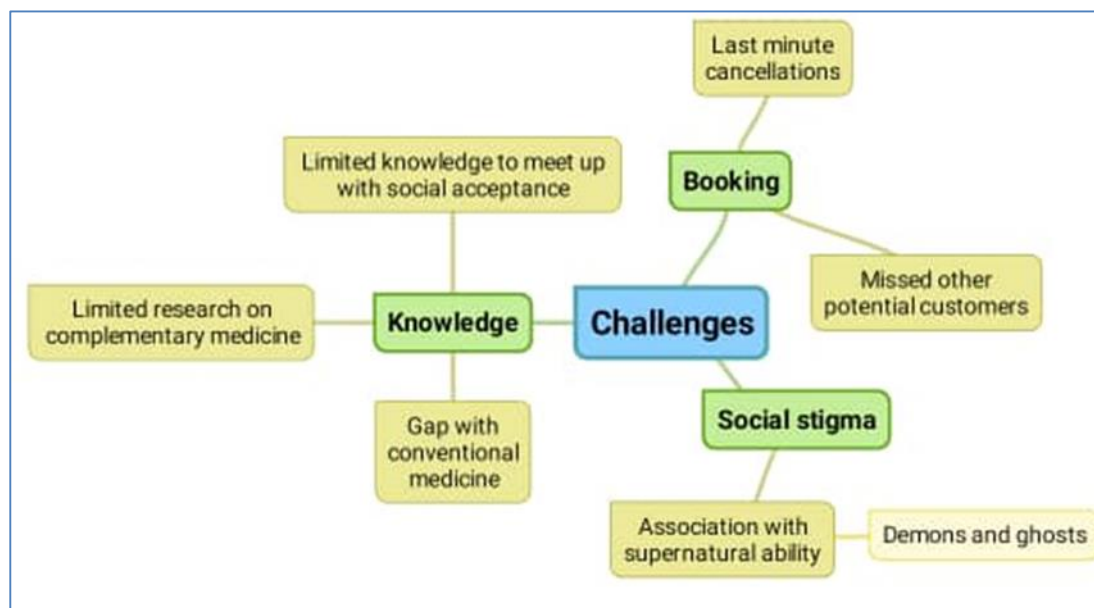 Last minute
cancellations
Limited knowledge to meet up
with social acceptance
Booking
Missed other
potential customers
Limited research on
complementary medicine
Knowledge
Challenges
Gap with
conventional
medicine
Social stigma
Association with
supernatural ability
Demons and ghosts